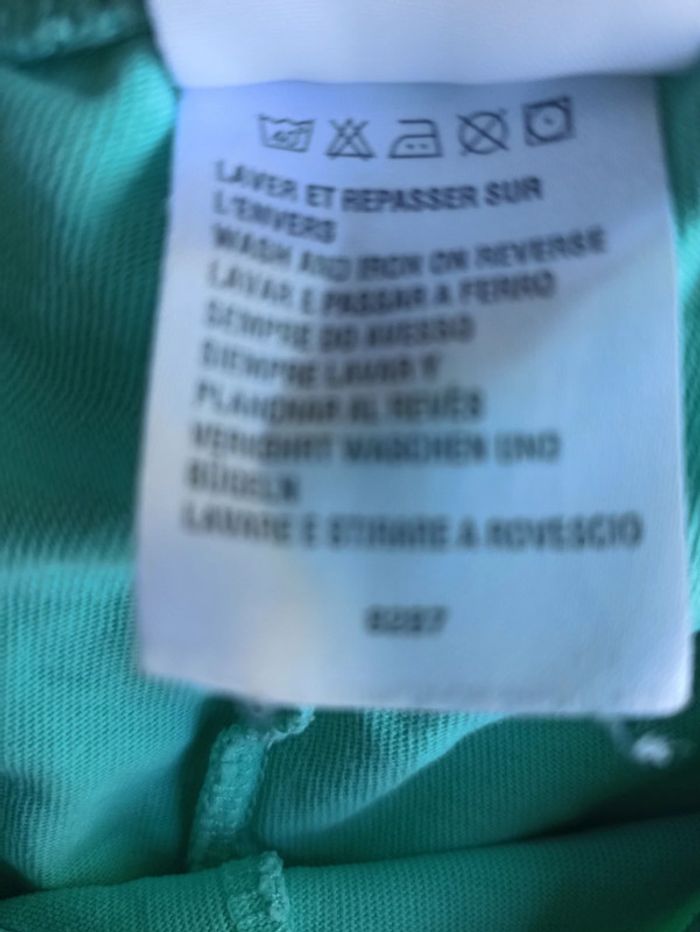 LAVER ET REPASSER SUR
L'ENVERS
WASH AND IRON ON REVERSE
LAVAR E PASSAR A FERRO
SEMPRE DO AVESSO
SIEMPRE LAVAR Y
PLANCHAR AL REVÉS
VERKEHRT WASCHEN UND
BÜGELN
LAVARE E STIRARE A ROVESCIO